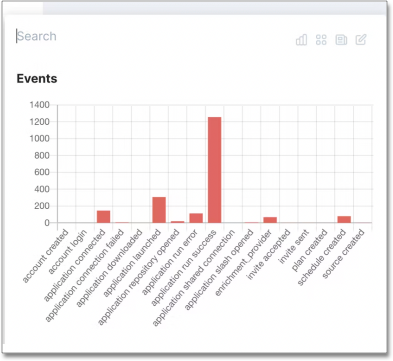 Search
Events
1400
1200
1000
800
600
400
200
0
account created
account login
application connected
application connection failed
application downloaded
application launched
application repository opened
application run error
application run success
application shared connection
application slash opened
enrichment_provider
invite accepted
invite sent
plan created
schedule created
source created